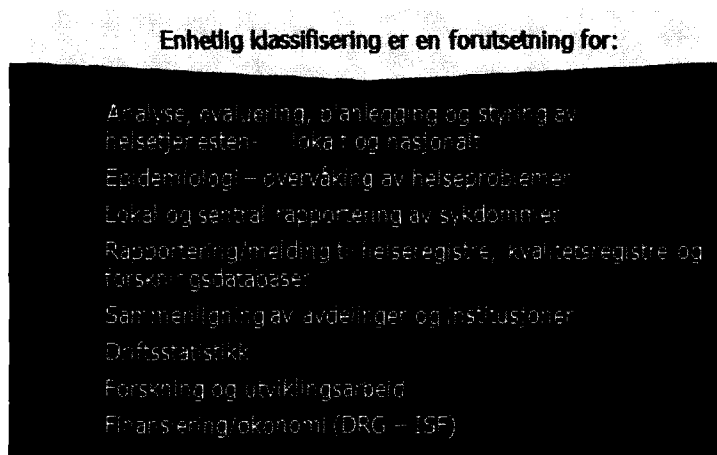 Enhetlig klassifisering er en forutsetning for:
Analyse, evaluering, planlegging og styring av
helsetjenesten- lokalt og nasjonalt
Epidemiologi – overvåking av helseproblemer
Lokal og sentral rapportering av sykdommer
Rapportering/melding til helseregistre, kvalitetsregistre og
forskningsdatabaser
Sammenligning av avdelinger og institusjoner
Driftsstatistikk
Forskning og utviklingsarbeid
Finansiering/økonomi (DRG – ISF)